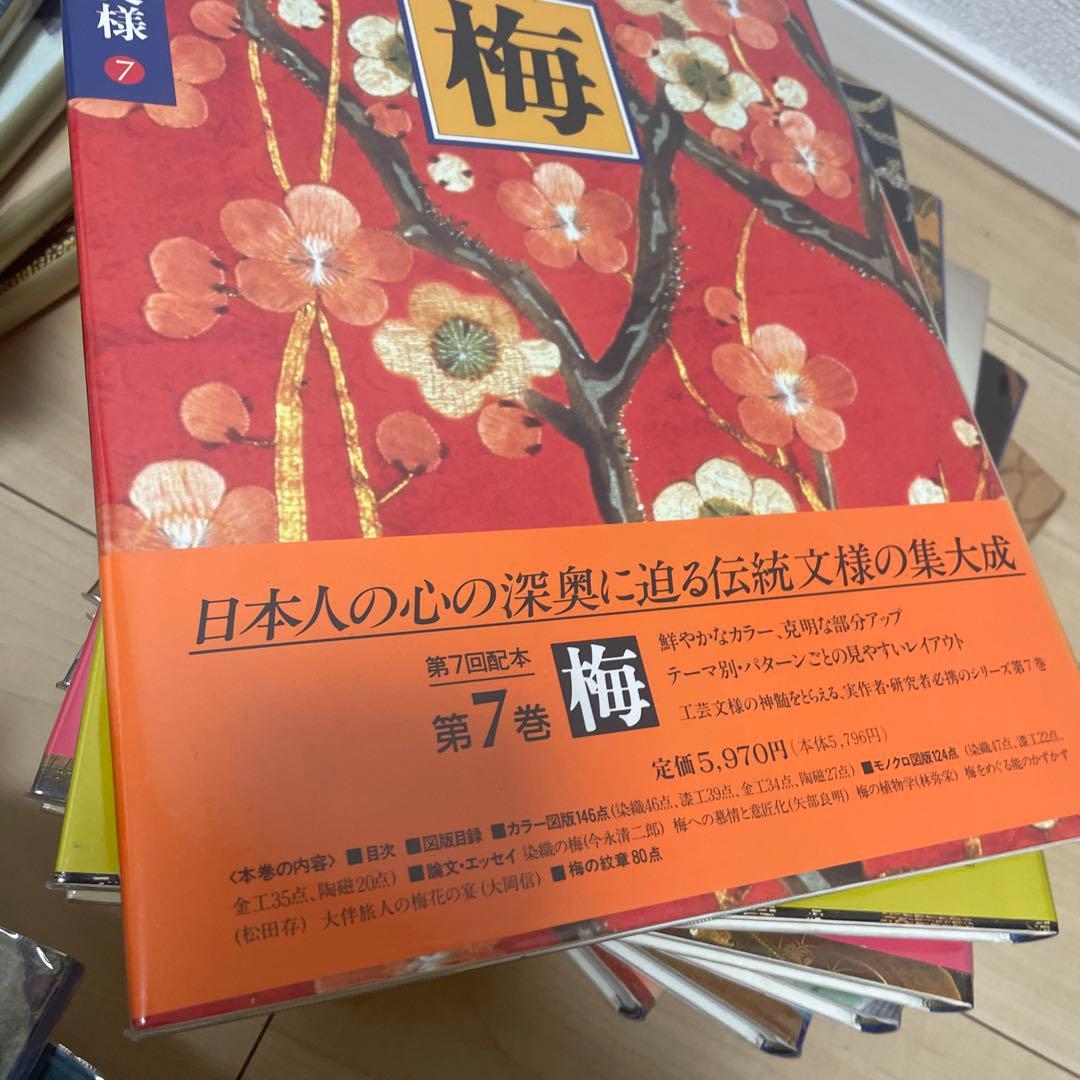 様
7
梅
日本人の心の深奥に迫る伝統文様の集大成
第7回配本
第7巻
梅
鮮やかなカラー、克明な部分アップ
テーマ別・パターンごとの見やすいレイアウト
工芸文様の神髄をとらえる、実作者・研究者必携のシリーズ第7巻
定価5,970円(本体5,796円)
〈本巻の内容〉 ■目次 ■図版目録 ■カラー図版146点(染織46点、漆工39点、金工34点、陶磁27点) ■モノクロ図版124点 (染織47点、漆工22点、
金工35点、陶磁20点) ■論文・エッセイ 染織の梅(今永清二郎) 梅への慕情と意匠化(矢部良明) 梅の植物学(林弥栄) 梅をめぐる能のかずかず
(松田存) 大伴旅人の梅花の宴(大岡信) ■梅の紋章80点